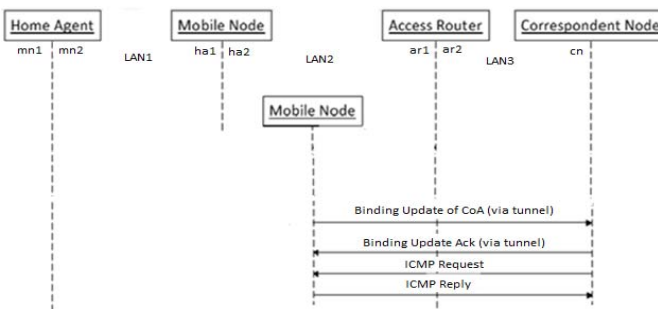 Home Agent Mobile Node Access Router Correspondent Node
mn1 mn2 LAN1 ha1 ha2 LAN2 ar1 ar2 LAN3 cn
Mobile Node
Binding Update of CoA (via tunnel)
Binding Update Ack (via tunnel)
ICMP Request
ICMP Reply